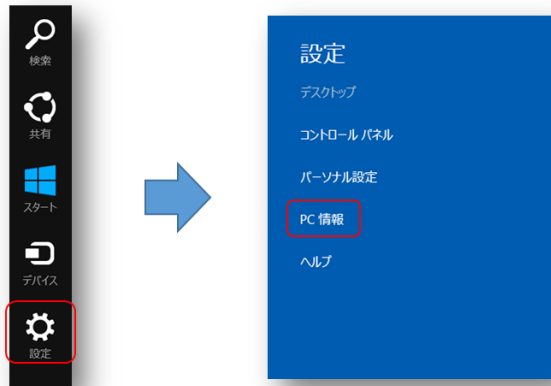 検索
共有
スタート
デバイス
設定
設定
デスクトップ
コントロール パネル
パーソナル設定
PC 情報
ヘルプ